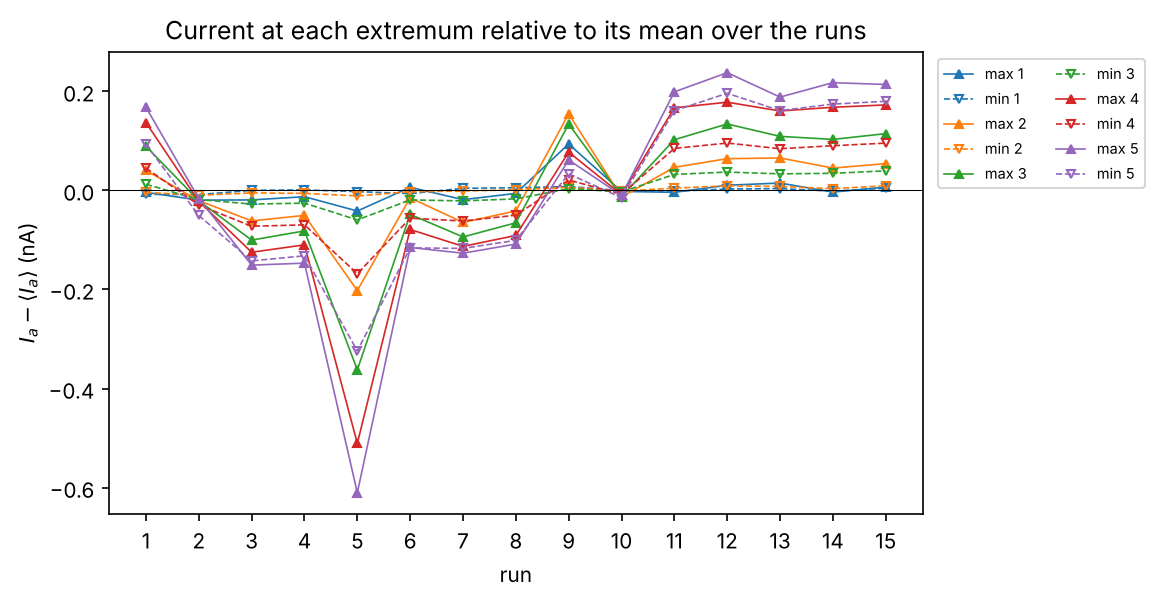 Current at each extremum relative to its mean over the runs
max 1
min 1
max 2
min 2
max 3
min 3
max 4
min 4
max 5
min 5
0.2
0.0
−0.2
−0.4
−0.6
I_a − ⟨I_a⟩ (nA)
1 2 3 4 5 6 7 8 9 10 11 12 13 14 15
run